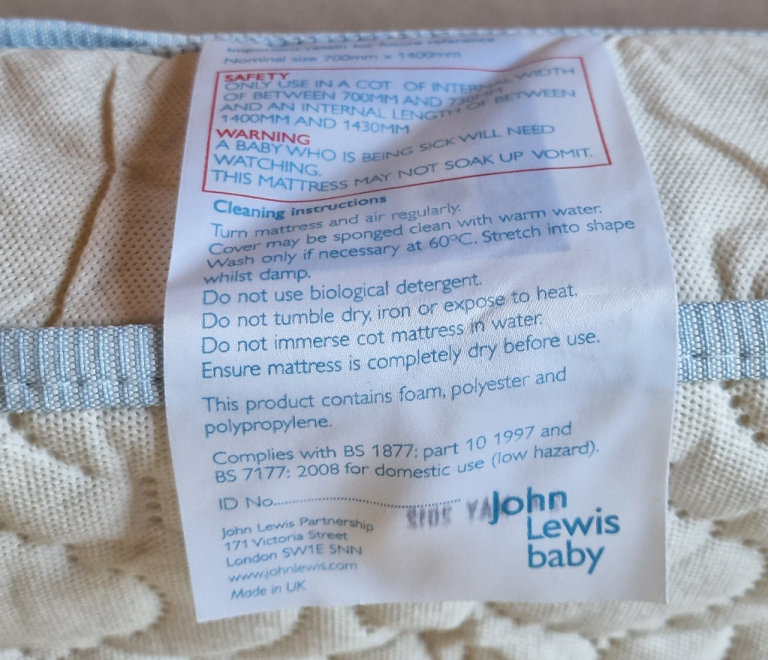 Important: retain for future reference
Nominal size 700mm x 1400mm
SAFETY
ONLY USE IN A COT OF INTERNAL WIDTH
OF BETWEEN 700MM AND 730MM
AND AN INTERNAL LENGTH OF BETWEEN
1400MM AND 1430MM
WARNING
A BABY WHO IS BEING SICK WILL NEED
WATCHING.
THIS MATTRESS MAY NOT SOAK UP VOMIT.
Cleaning instructions
Turn mattress and air regularly.
Cover may be sponged clean with warm water.
Wash only if necessary at 60°C. Stretch into shape
whilst damp.
Do not use biological detergent.
Do not tumble dry, iron or expose to heat.
Do not immerse cot mattress in water.
Ensure mattress is completely dry before use.
This product contains foam, polyester and
polypropylene.
Complies with BS 1877: part 10 1997 and
BS 7177: 2008 for domestic use (low hazard).
ID No..........................................
John Lewis Partnership
171 Victoria Street
London SW1E 5NN
www.johnlewis.com
Made in UK
John
Lewis
baby